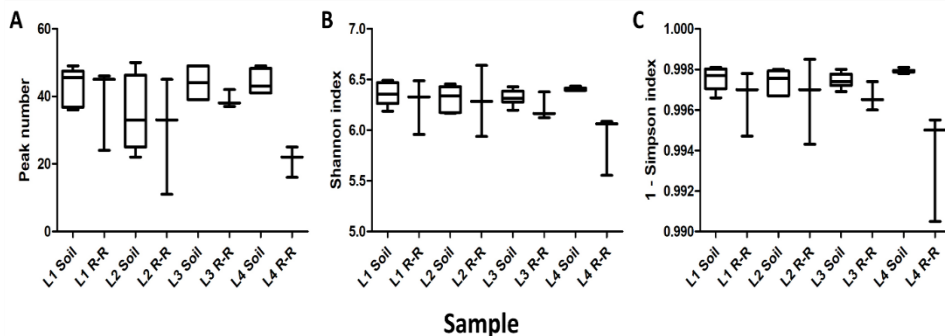 A
Peak number
60
40
20
0
L1 Soil
L1 R-R
L2 Soil
L2 R-R
L3 Soil
L3 R-R
L4 Soil
L4 R-R
B
Shannon index
7.0
6.5
6.0
5.5
5.0
L1 Soil
L1 R-R
L2 Soil
L2 R-R
L3 Soil
L3 R-R
L4 Soil
L4 R-R
C
1 - Simpson index
1.000
0.998
0.996
0.994
0.992
0.990
L1 Soil
L1 R-R
L2 Soil
L2 R-R
L3 Soil
L3 R-R
L4 Soil
L4 R-R
Sample